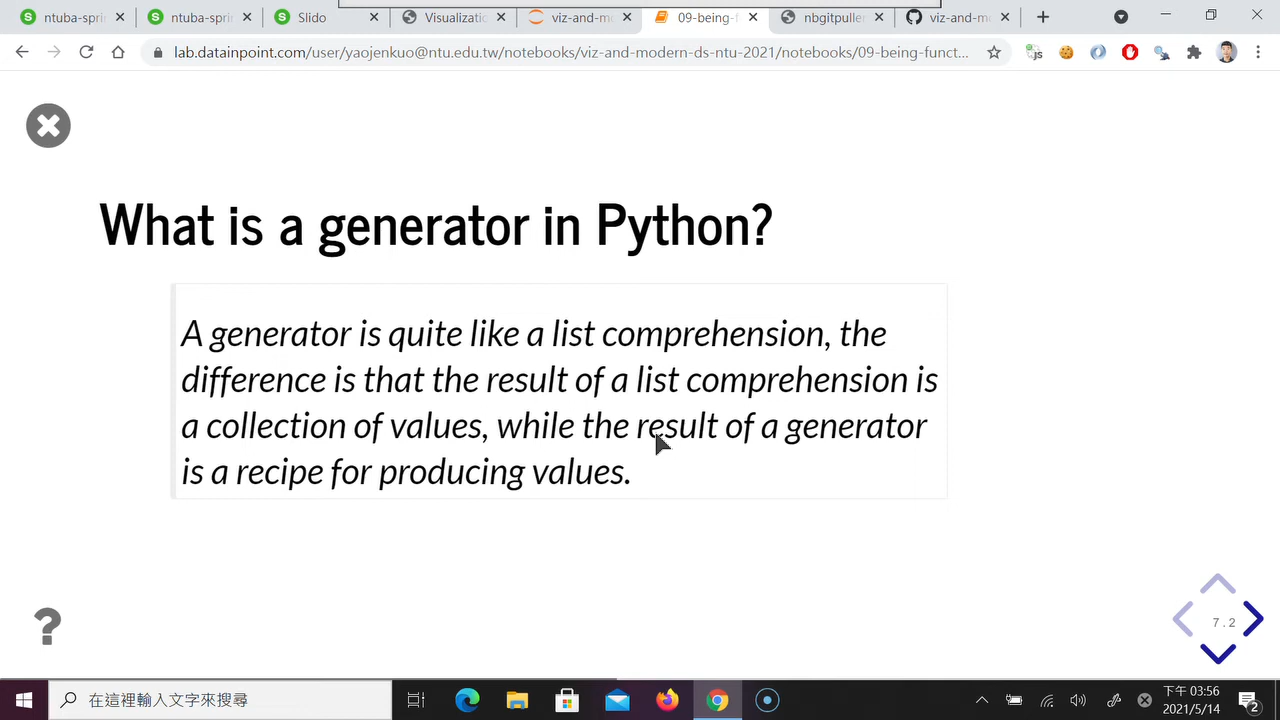 ntuba-spri
ntuba-spri
Slido
Visualizatio
viz-and-mo
09-being-f
nbgitpuller
viz-and-mo
lab.datainpoint.com/user/yaojenkuo@ntu.edu.tw/notebooks/viz-and-modern-ds-ntu-2021/notebooks/09-being-funct...
What is a generator in Python?
A generator is quite like a list comprehension, the
difference is that the result of a list comprehension is
a collection of values, while the result of a generator
is a recipe for producing values.
?
7.2
在這裡輸入文字來搜尋
下午 03:56
2021/5/14
2